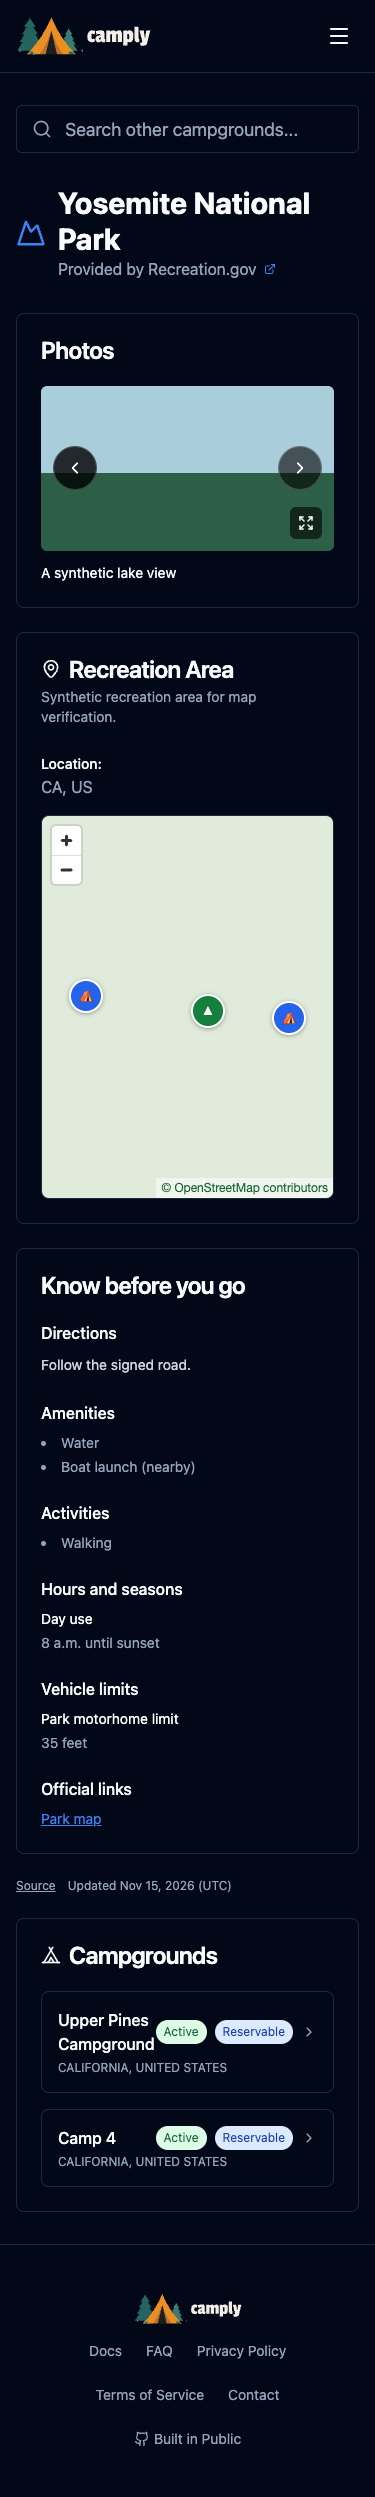 camply
Search other campgrounds...
Yosemite National
Park
Provided by Recreation.gov
Photos
A synthetic lake view
Recreation Area
Synthetic recreation area for map
verification.
Location:
CA, US
+
−
© OpenStreetMap contributors
Know before you go
Directions
Follow the signed road.
Amenities
• Water
• Boat launch (nearby)
Activities
• Walking
Hours and seasons
Day use
8 a.m. until sunset
Vehicle limits
Park motorhome limit
35 feet
Official links
Park map
Source Updated Nov 15, 2026 (UTC)
Campgrounds
Upper Pines
Campground
Active Reservable
CALIFORNIA, UNITED STATES
Camp 4 Active Reservable
CALIFORNIA, UNITED STATES
camply
Docs FAQ Privacy Policy
Terms of Service Contact
Built in Public